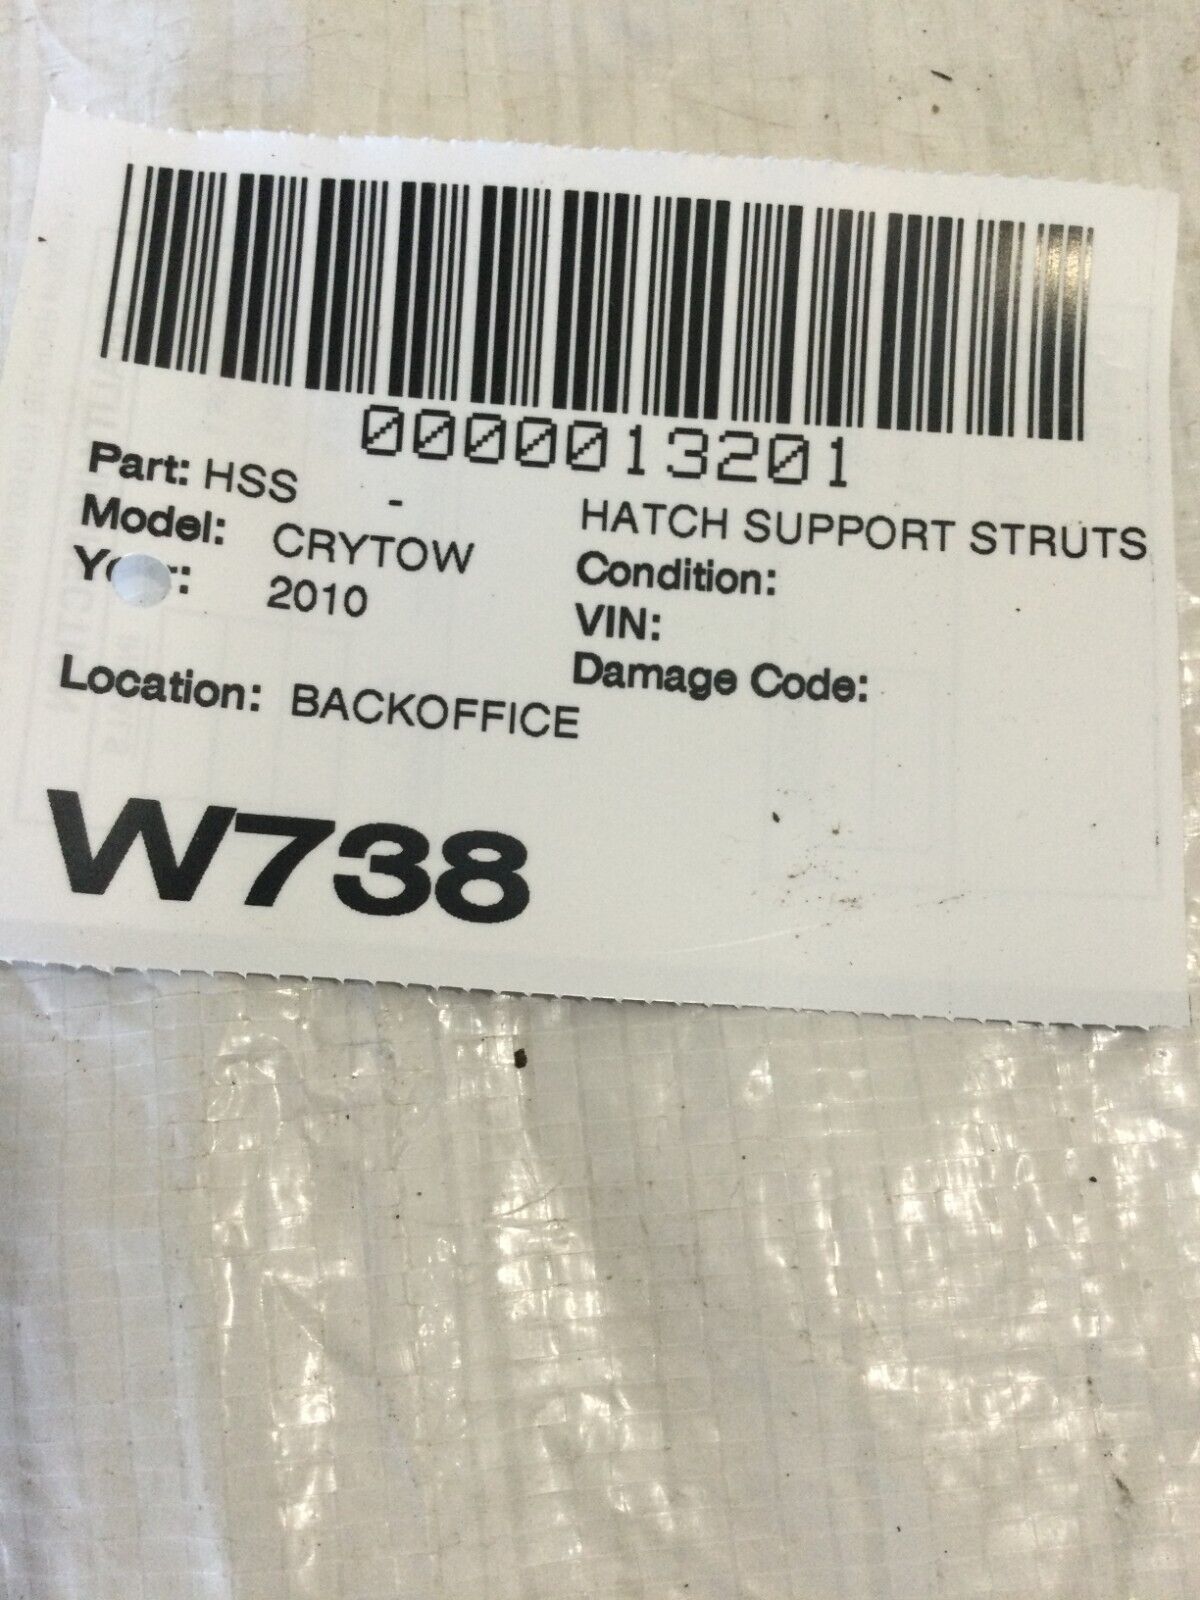 0000013201
Part: HSS - HATCH SUPPORT STRUTS
Model: CRYTOW Condition:
2010 VIN:
Damage Code:
Location: BACKOFFICE
W738